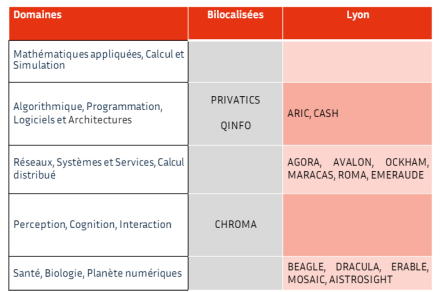 Domaines Bilocalisées Lyon
Mathématiques appliquées, Calcul et
Simulation
Algorithmique, Programmation,
Logiciels et Architectures
PRIVATICS
QINFO
ARIC, CASH
Réseaux, Systèmes et Services, Calcul
distribué
AGORA, AVALON, OCKHAM,
MARACAS, ROMA, EMERAUDE
Perception, Cognition, Interaction
CHROMA
Santé, Biologie, Planète numériques
BEAGLE, DRACULA, ERABLE,
MOSAIC, AISTROSIGHT